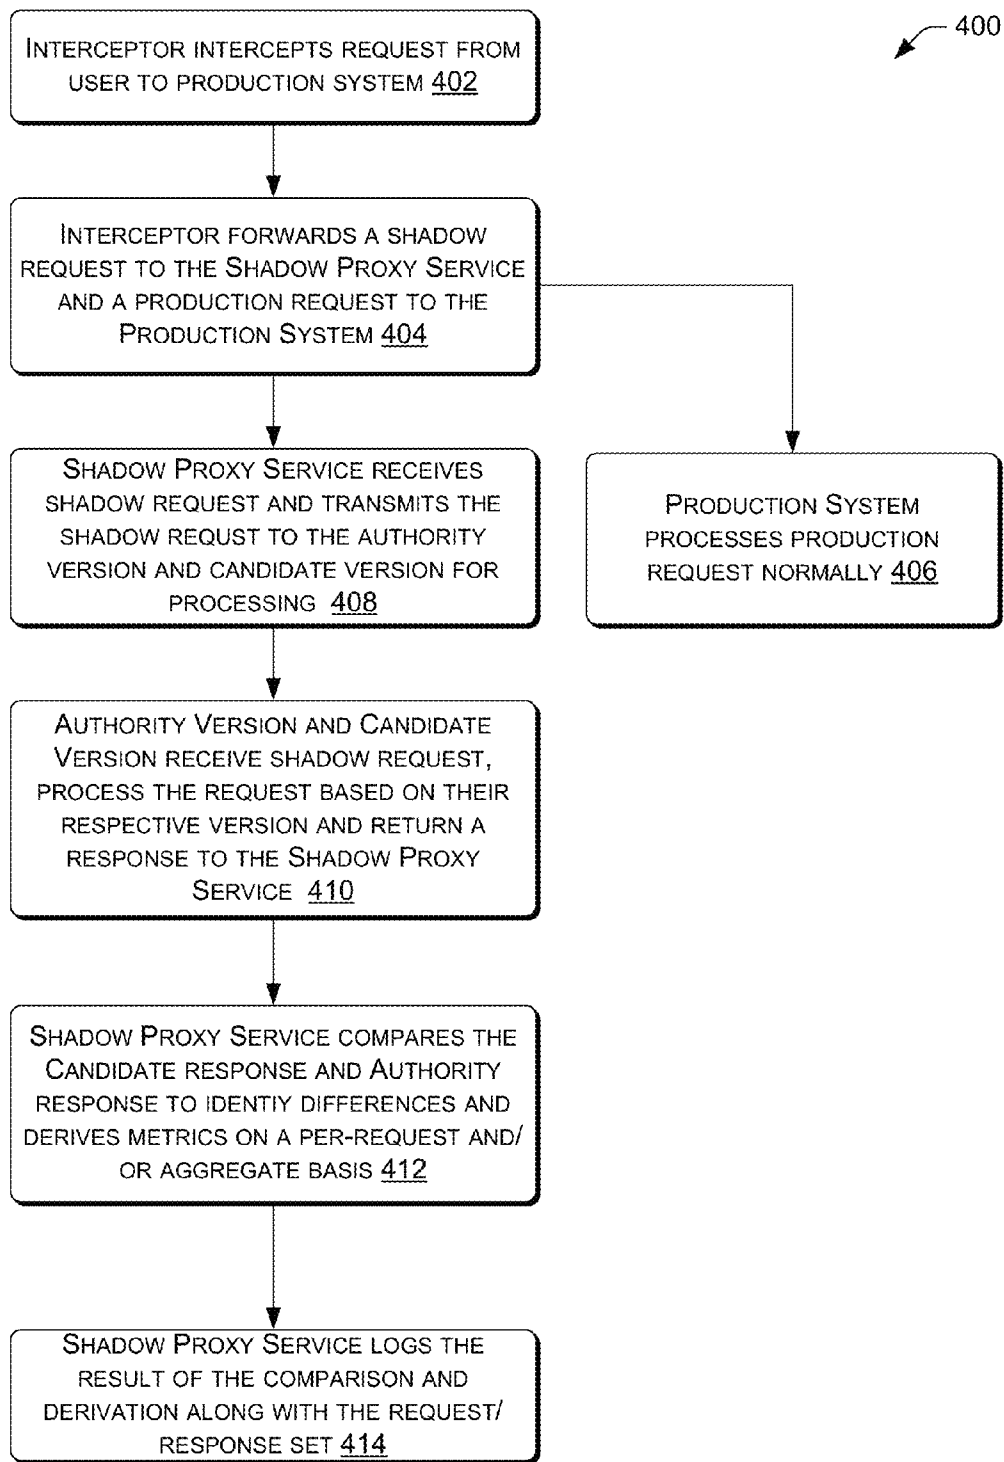 400
INTERCEPTOR INTERCEPTS REQUEST FROM
USER TO PRODUCTION SYSTEM 402
INTERCEPTOR FORWARDS A SHADOW
REQUEST TO THE SHADOW PROXY SERVICE
AND A PRODUCTION REQUEST TO THE
PRODUCTION SYSTEM 404
SHADOW PROXY SERVICE RECEIVES
SHADOW REQUEST AND TRANSMITS THE
SHADOW REQUST TO THE AUTHORITY
VERSION AND CANDIDATE VERSION FOR
PROCESSING 408
PRODUCTION SYSTEM
PROCESSES PRODUCTION
REQUEST NORMALLY 406
AUTHORITY VERSION AND CANDIDATE
VERSION RECEIVE SHADOW REQUEST,
PROCESS THE REQUEST BASED ON THEIR
RESPECTIVE VERSION AND RETURN A
RESPONSE TO THE SHADOW PROXY
SERVICE 410
SHADOW PROXY SERVICE COMPARES THE
CANDIDATE RESPONSE AND AUTHORITY
RESPONSE TO IDENTIY DIFFERENCES AND
DERIVES METRICS ON A PER-REQUEST AND/
OR AGGREGATE BASIS 412
SHADOW PROXY SERVICE LOGS THE
RESULT OF THE COMPARISON AND
DERIVATION ALONG WITH THE REQUEST/
RESPONSE SET 414